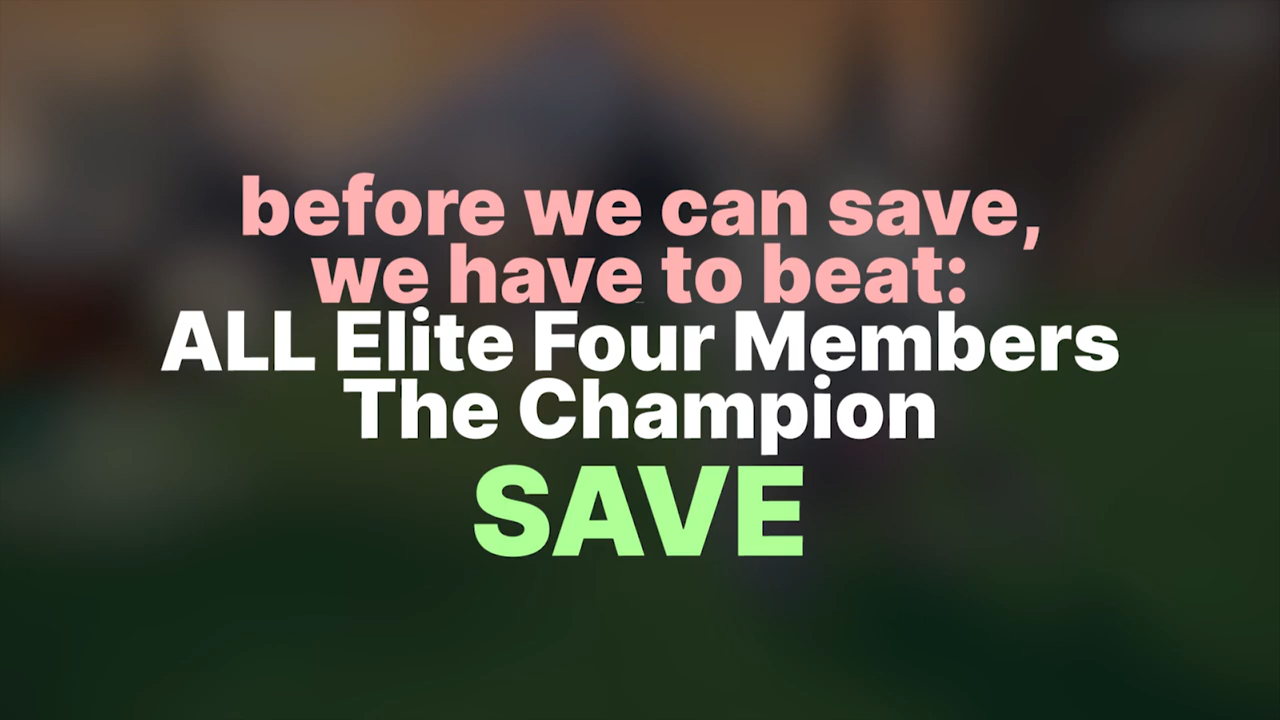 before we can save,
we have to beat:
ALL Elite Four Members
The Champion
SAVE